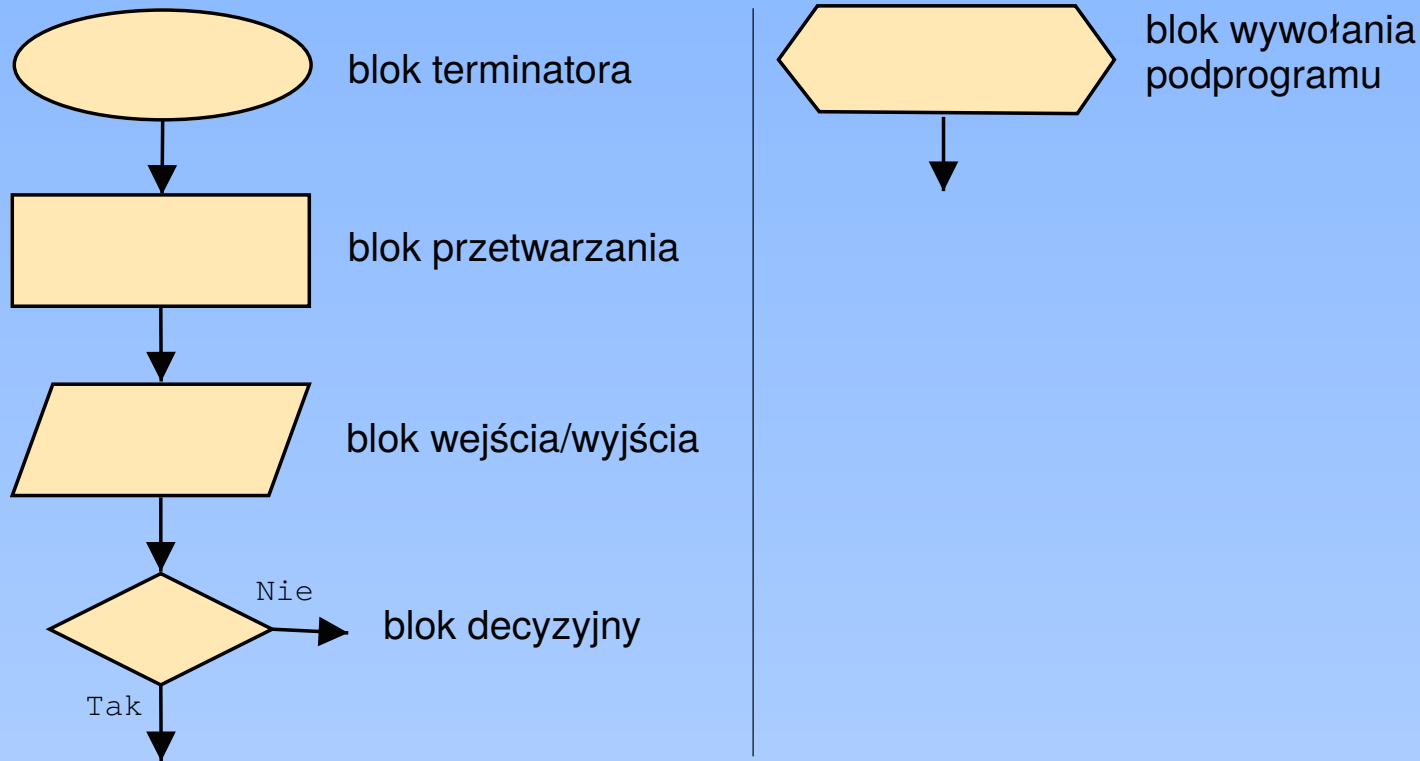 blok terminatora
blok przetwarzania
blok wejścia/wyjścia
Nie
blok decyzyjny
Tak
blok wywołania
podprogramu